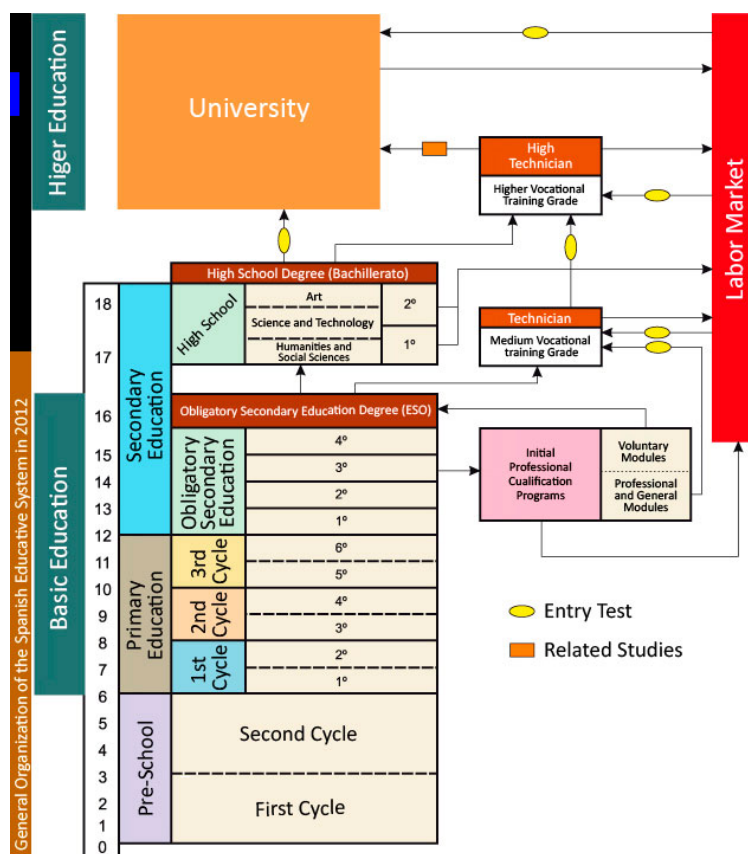 General Organization of the Spanish Educative System in 2012
Higer Education
Basic Education
University
High
Technician
Higher Vocational
Training Grade
Labor Market
High School Degree (Bachillerato)
High School
Art
Science and Technology
Humanities and
Social Sciences
2º
1º
Technician
Medium Vocational
training Grade
Secondary
Education
Obligatory Secondary Education Degree (ESO)
Obligatory
Secondary
Education
4º
3º
2º
1º
Initial
Professional
Cualification
Programs
Voluntary
Modules
Professional
and General
Modules
Primary
Education
3rd
Cycle
6º
5º
2nd
Cycle
4º
3º
1st
Cycle
2º
1º
Pre-School
Second Cycle
First Cycle
18
17
16
15
14
13
12
11
10
9
8
7
6
5
4
3
2
1
0
Entry Test
Related Studies